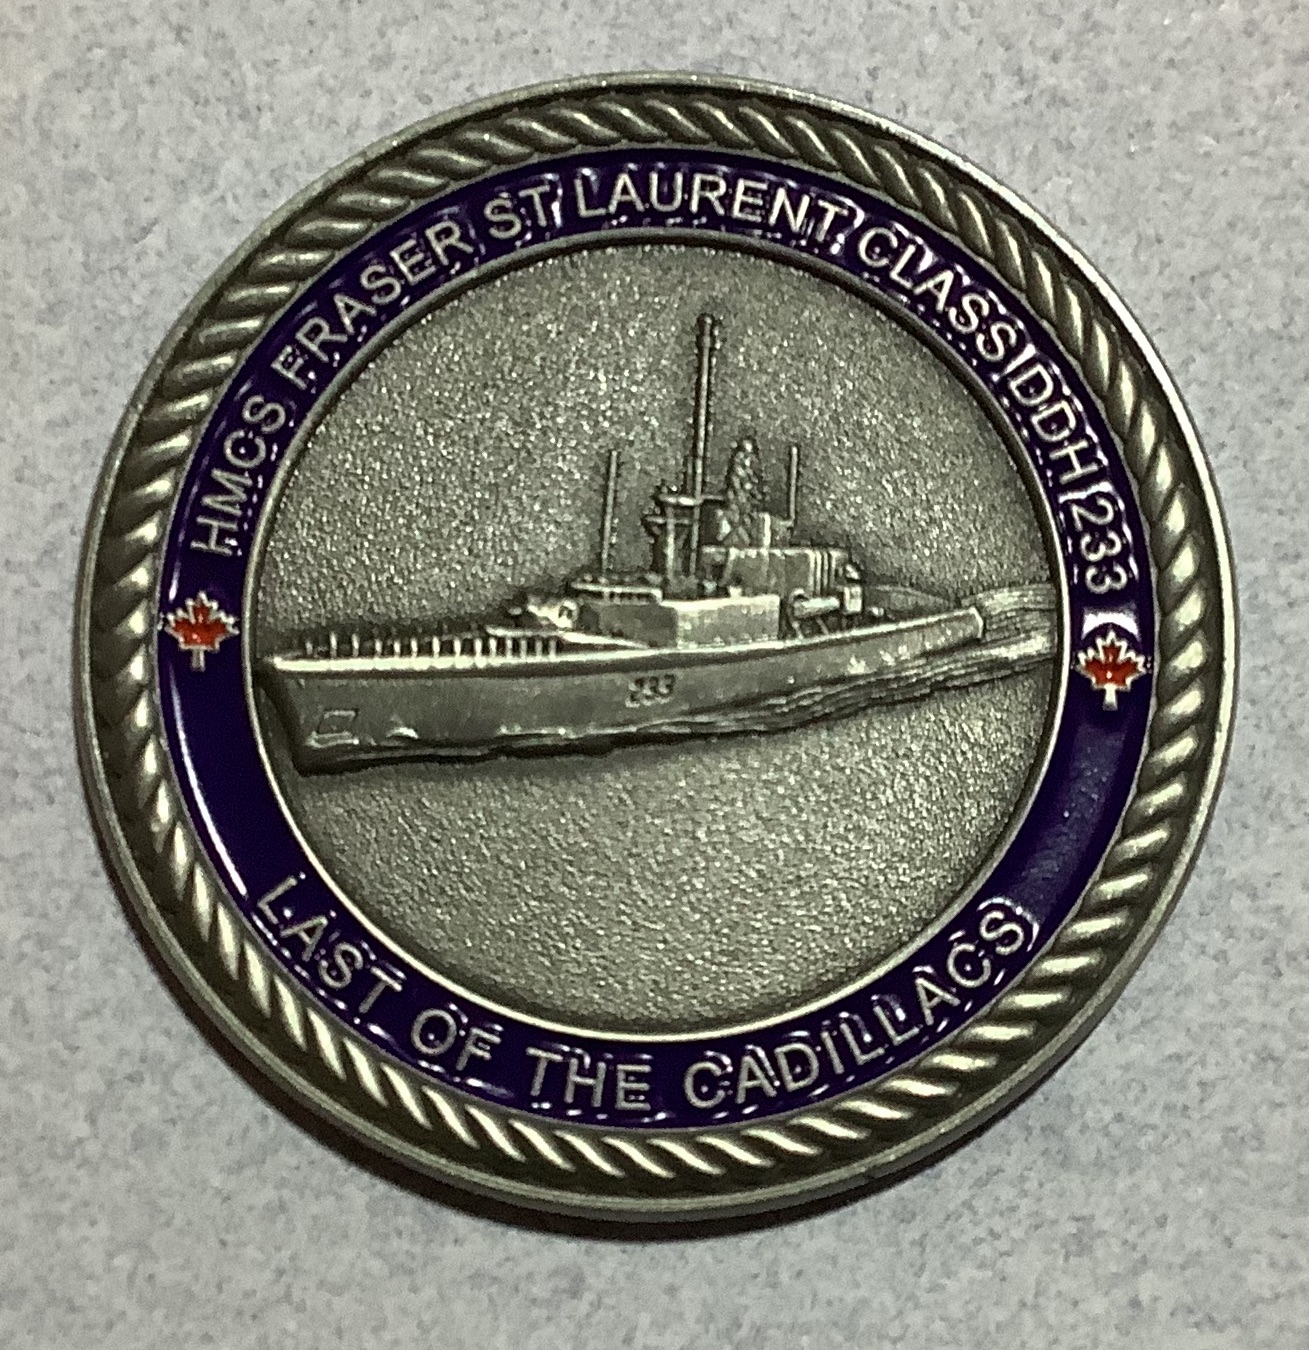 HMCS FRASER ST LAURENT CLASS DDH 233
233
LAST OF THE CADILLACS